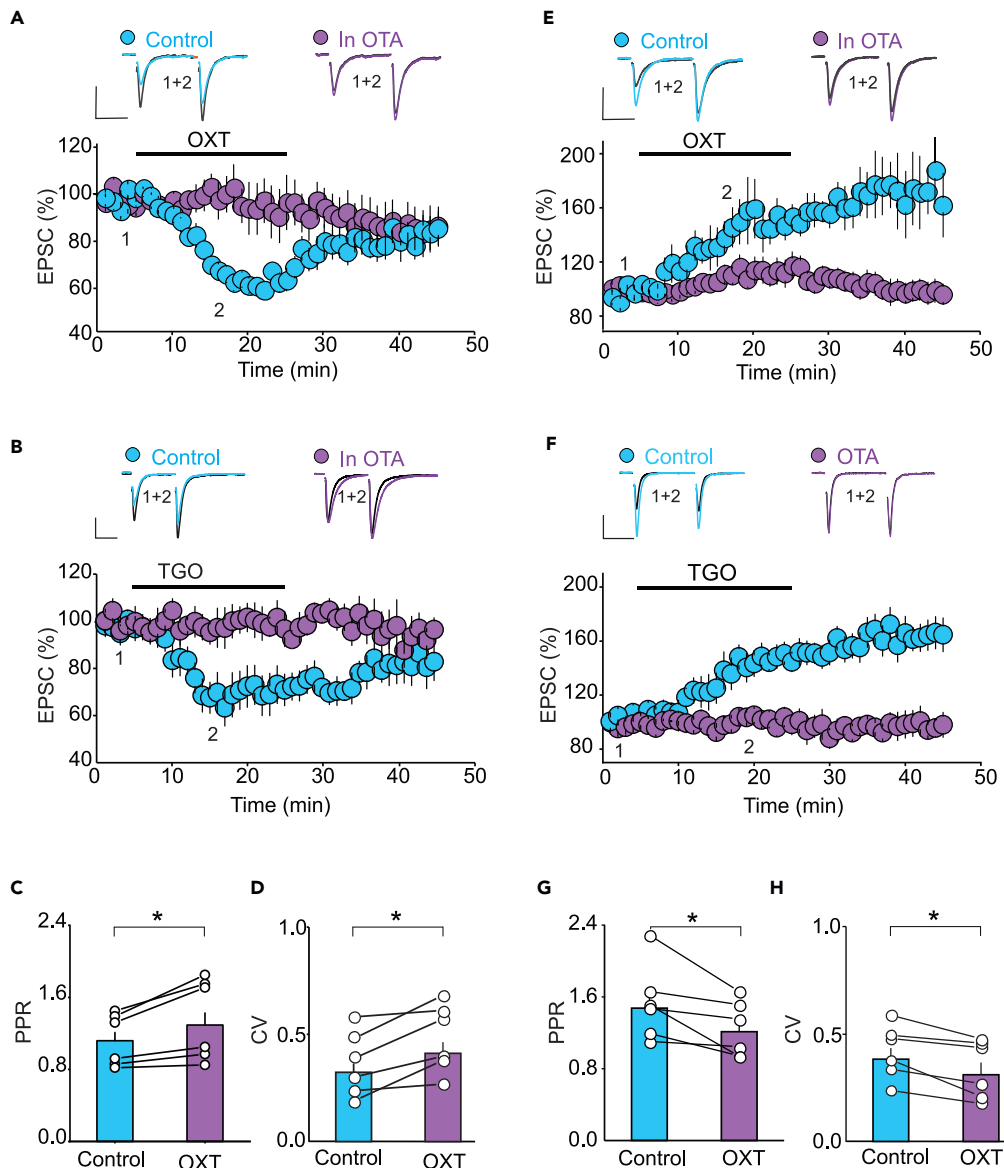 A
Control
In OTA
1+2
1+2
OXT
120
100
80
60
40
EPSC (%)
1
2
0
10
20
30
40
50
Time (min)
E
Control
In OTA
1+2
1+2
OXT
200
160
120
80
EPSC (%)
1
2
0
10
20
30
40
50
Time (min)
B
Control
In OTA
1+2
1+2
TGO
120
100
80
60
40
EPSC (%)
1
2
0
10
20
30
40
50
Time (min)
F
Control
OTA
1+2
1+2
TGO
200
160
120
80
EPSC (%)
1
2
0
10
20
30
40
50
Time (min)
C
2.4
1.6
0.8
0.0
PPR
*
Control
OXT
D
1.0
0.5
0.0
CV
*
Control
OXT
G
2.4
1.6
0.8
0.0
PPR
*
Control
OXT
H
1.0
0.5
0.0
CV
*
Control
OXT